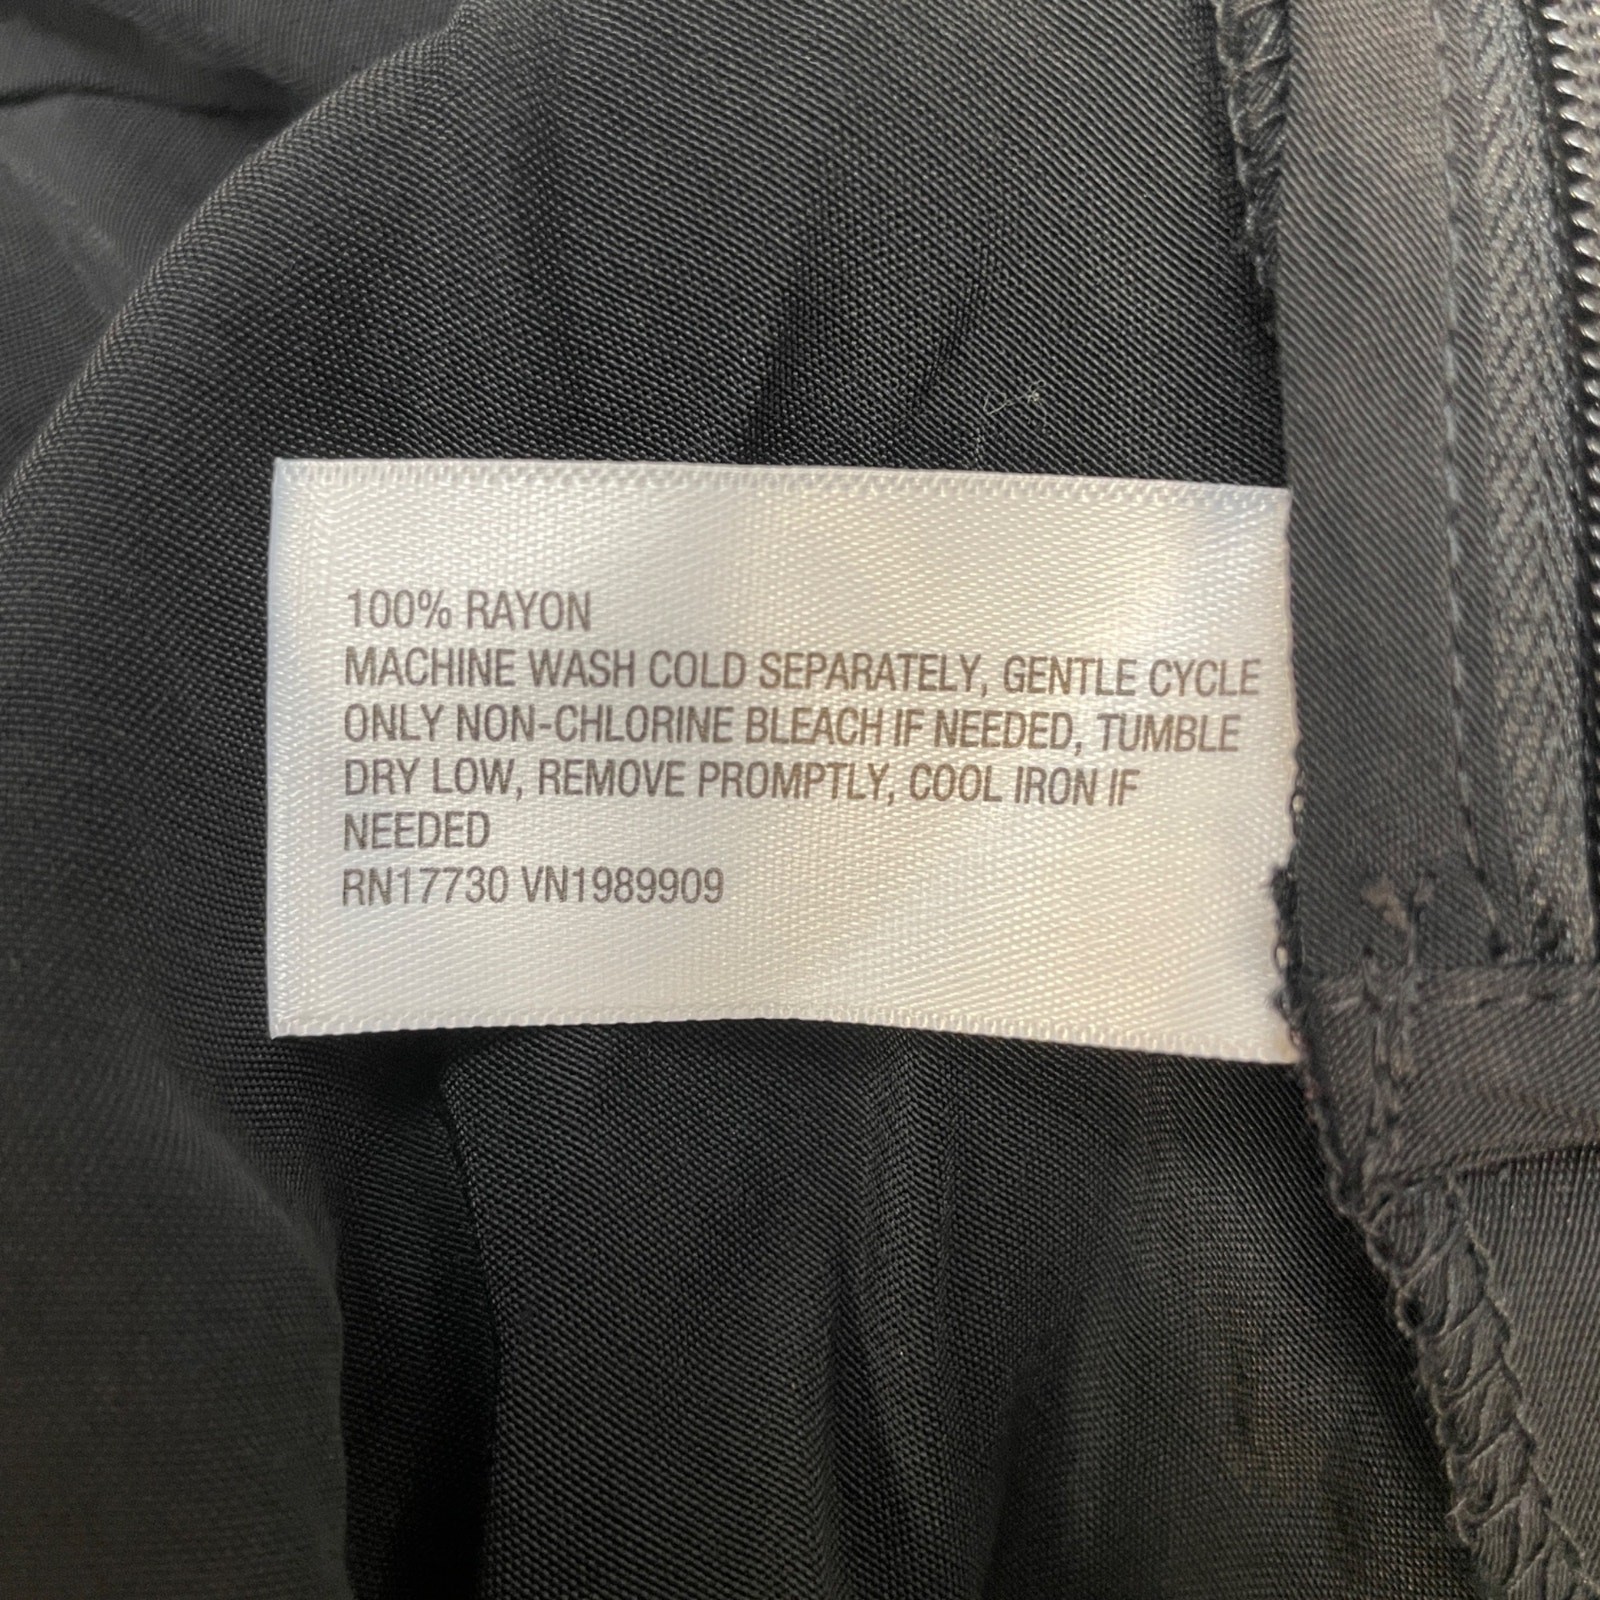 100% RAYON
MACHINE WASH COLD SEPARATELY, GENTLE CYCLE
ONLY NON-CHLORINE BLEACH IF NEEDED, TUMBLE
DRY LOW, REMOVE PROMPTLY, COOL IRON IF
NEEDED
RN17730 VN1989909